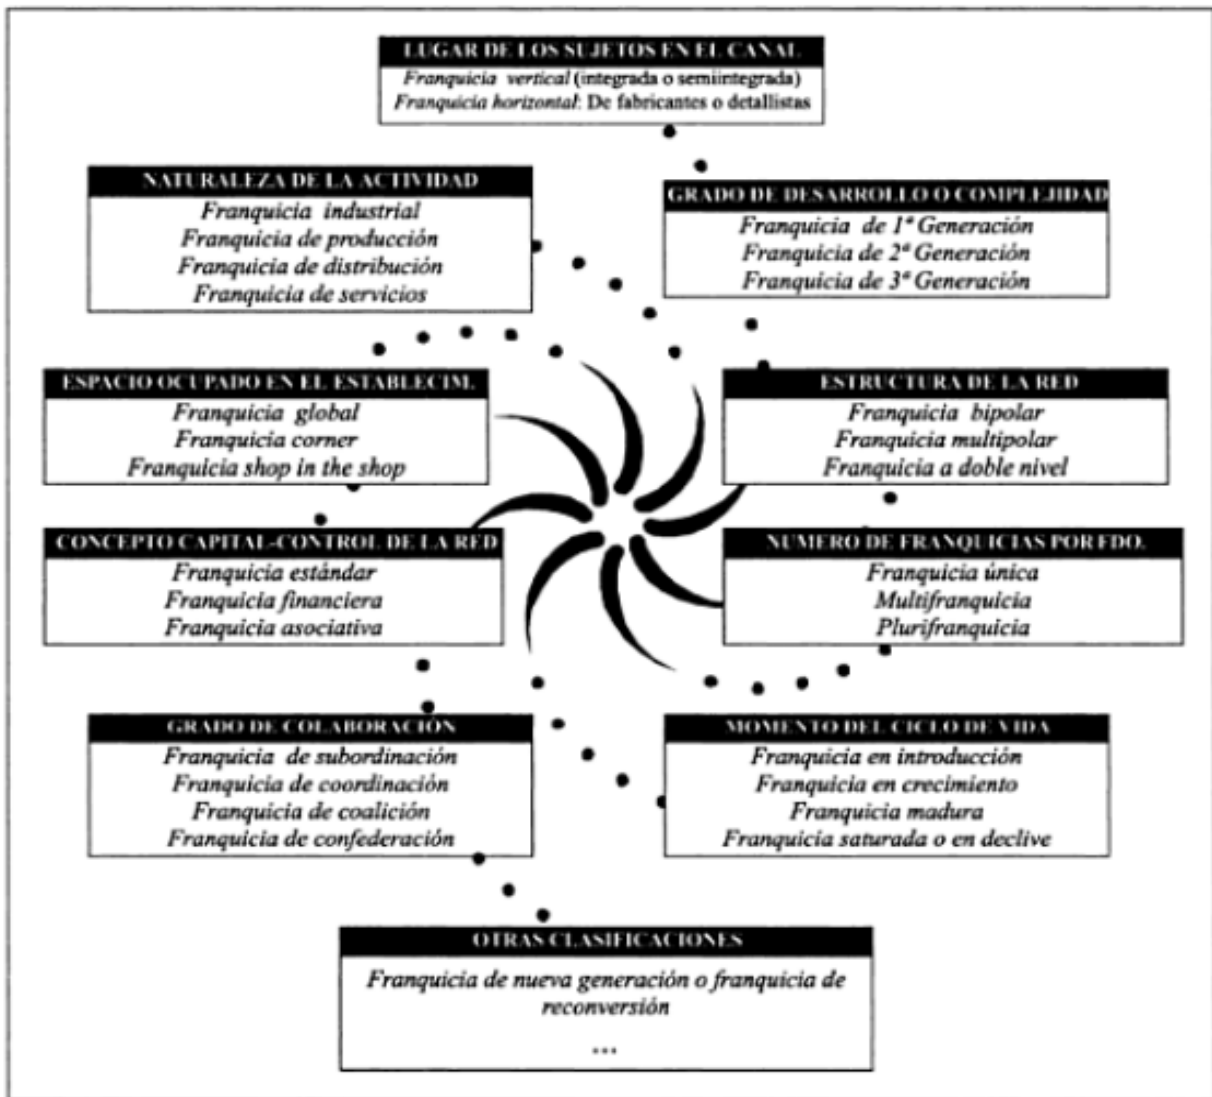 LUGAR DE LOS SUJETOS EN EL CANAL
Franquicia vertical (integrada o semiintegrada)
Franquicia horizontal: De fabricantes o detallistas
NATURALEZA DE LA ACTIVIDAD
Franquicia industrial
Franquicia de producción
Franquicia de distribución
Franquicia de servicios
GRADO DE DESARROLLO O COMPLEJIDAD
Franquicia de 1ª Generación
Franquicia de 2ª Generación
Franquicia de 3ª Generación
ESPACIO OCUPADO EN EL ESTABLECIM.
Franquicia global
Franquicia corner
Franquicia shop in the shop
ESTRUCTURA DE LA RED
Franquicia bipolar
Franquicia multipolar
Franquicia a doble nivel
CONCEPTO CAPITAL-CONTROL DE LA RED
Franquicia estándar
Franquicia financiera
Franquicia asociativa
NUMERO DE FRANQUICIAS POR FDO.
Franquicia única
Multifranquicia
Plurifranquicia
GRADO DE COLABORACIÓN
Franquicia de subordinación
Franquicia de coordinación
Franquicia de coalición
Franquicia de confederación
MOMENTO DEL CICLO DE VIDA
Franquicia en introducción
Franquicia en crecimiento
Franquicia madura
Franquicia saturada o en declive
OTRAS CLASIFICACIONES
Franquicia de nueva generación o franquicia de
reconversión
...